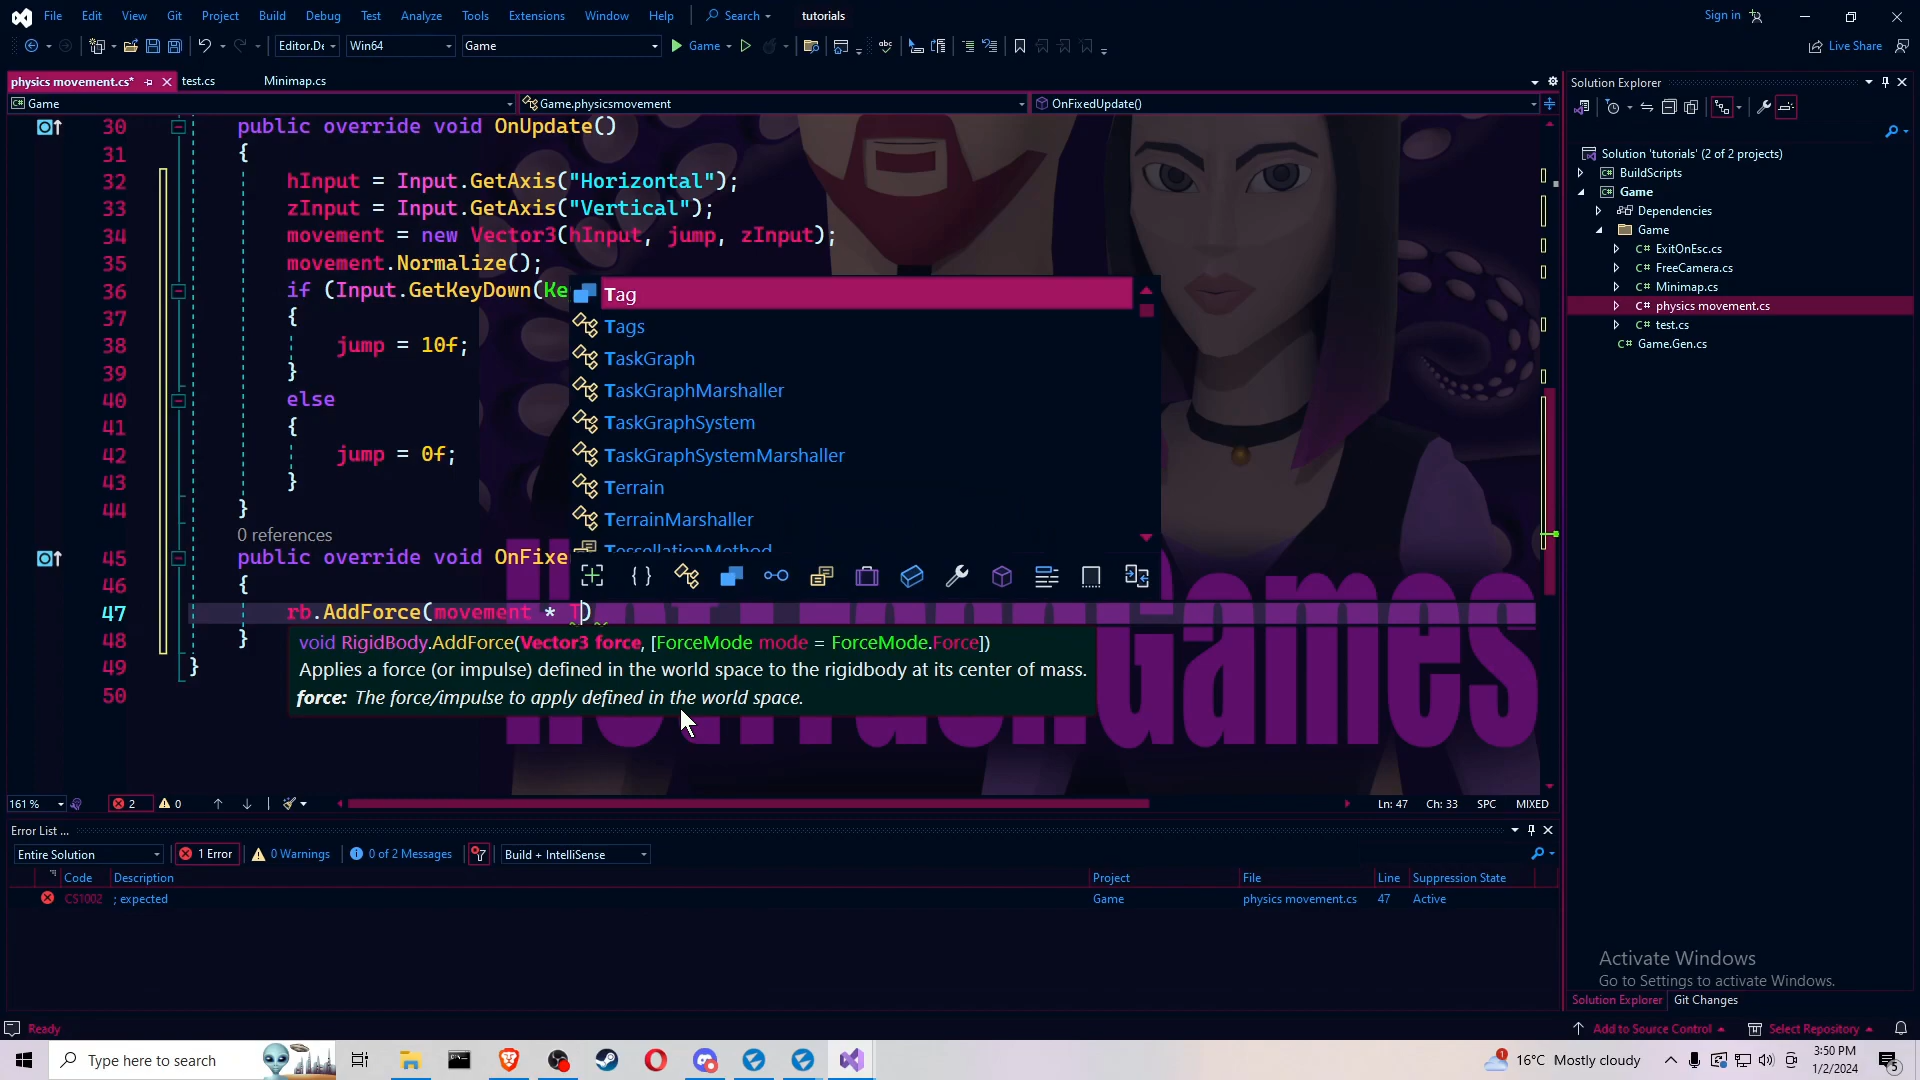 File Edit View Git Project Build Debug Test Analyze Tools Extensions Window Help Search tutorials Sign in
Editor.De Win64 Game Game Live Share
physics movement.cs* test.cs Minimap.cs
Game Game.physicsmovement OnFixedUpdate()
30 public override void OnUpdate()
31 {
32 hInput = Input.GetAxis("Horizontal");
33 zInput = Input.GetAxis("Vertical");
34 movement = new Vector3(hInput, jump, zInput);
35 movement.Normalize();
36 if (Input.GetKeyDown(Ke
37 {
38 jump = 10f;
39 }
40 else
41 {
42 jump = 0f;
43 }
44 }
0 references
45 public override void OnFixe
46 {
47 rb.AddForce(movement * T)
48 }
49 }
50
Tag
Tags
TaskGraph
TaskGraphMarshaller
TaskGraphSystem
TaskGraphSystemMarshaller
Terrain
TerrainMarshaller
TessellationMethod
void RigidBody.AddForce(Vector3 force, [ForceMode mode = ForceMode.Force])
Applies a force (or impulse) defined in the world space to the rigidbody at its center of mass.
force: The force/impulse to apply defined in the world space.
161 % 2 0 Ln: 47 Ch: 33 SPC MIXED
Error List ...
Entire Solution 1 Error 0 Warnings 0 of 2 Messages Build + IntelliSense
Code Description Project File Line Suppression State
CS1002 ; expected Game physics movement.cs 47 Active
Solution Explorer
Solution 'tutorials' (2 of 2 projects)
BuildScripts
Game
Dependencies
Game
ExitOnEsc.cs
FreeCamera.cs
Minimap.cs
physics movement.cs
test.cs
Game.Gen.cs
Activate Windows
Go to Settings to activate Windows.
Solution Explorer Git Changes
Ready Add to Source Control Select Repository
Type here to search 16°C Mostly cloudy 3:50 PM
1/2/2024
5